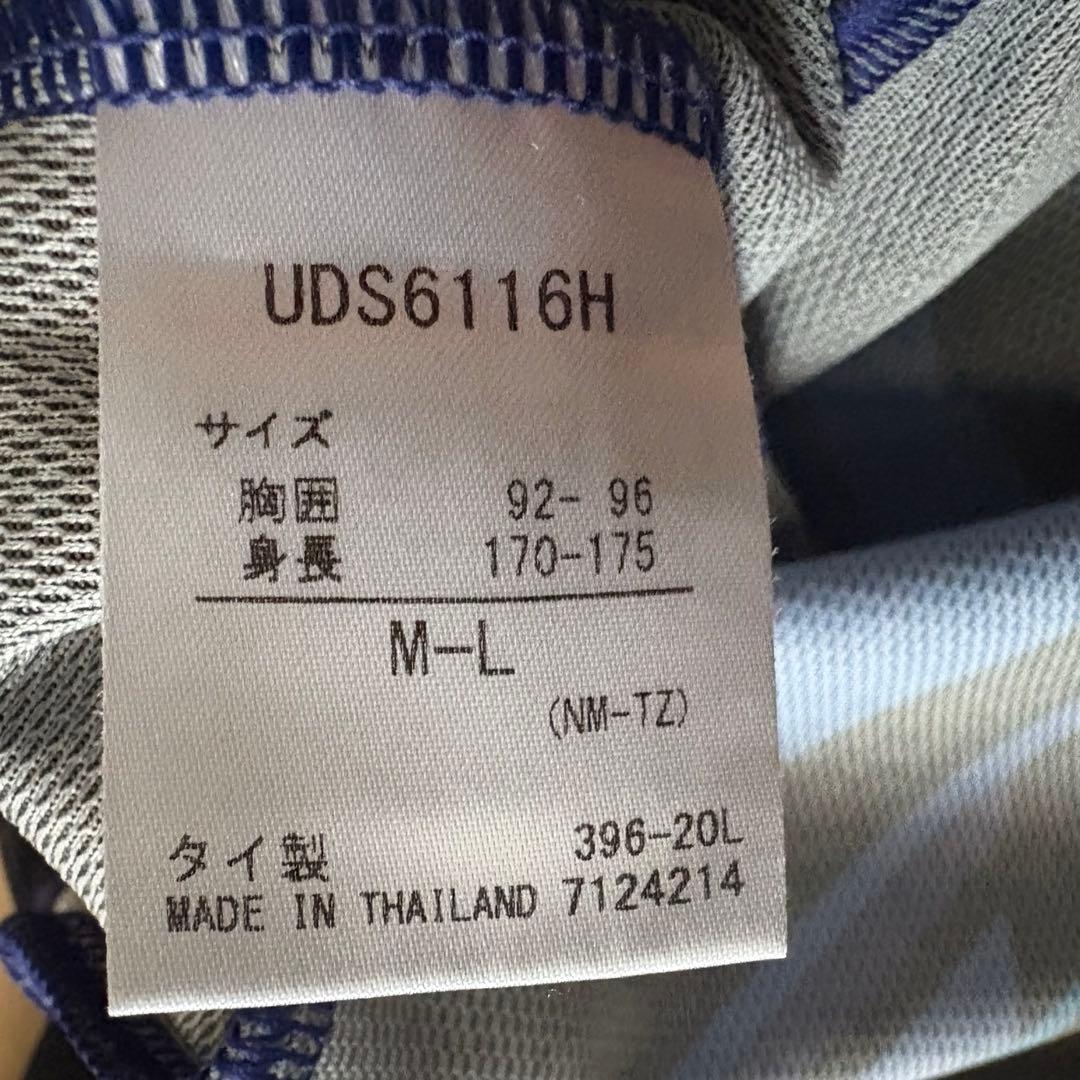 UDS6116H
サイズ
胸囲 92- 96
身長 170-175
M-L
(NM-TZ)
タイ製 396-20L
MADE IN THAILAND 7124214